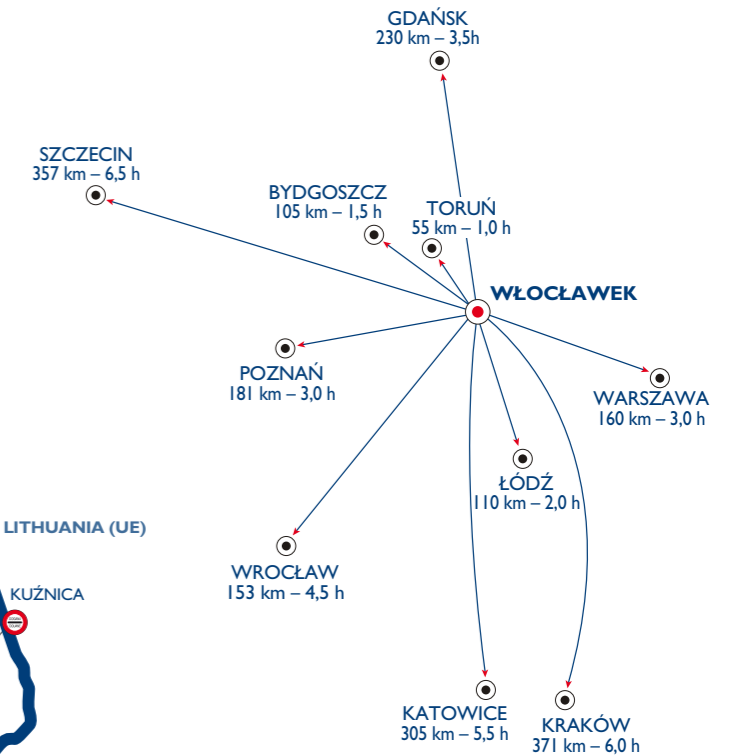 GDAŃSK
230 km – 3,5h
SZCZECIN
357 km – 6,5 h
BYDGOSZCZ
105 km – 1,5 h
TORUŃ
55 km – 1,0 h
WŁOCŁAWEK
POZNAŃ
181 km – 3,0 h
WARSZAWA
160 km – 3,0 h
ŁÓDŹ
110 km – 2,0 h
LITHUANIA (UE)
WROCŁAW
153 km – 4,5 h
KUŹNICA
KATOWICE
305 km – 5,5 h
KRAKÓW
371 km – 6,0 h